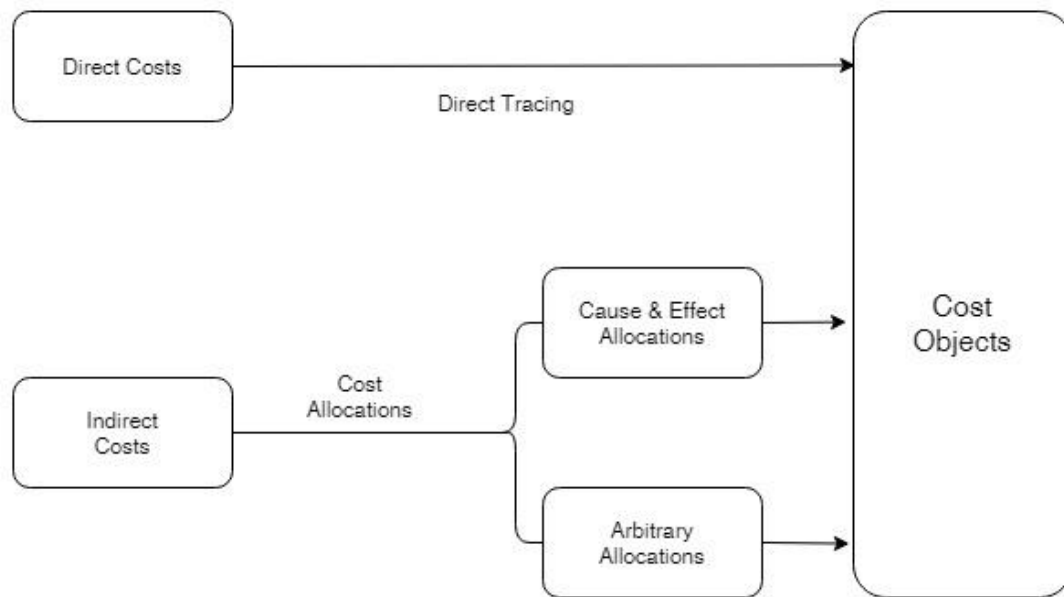 Direct Costs
Direct Tracing
Cause & Effect
Allocations
Cost
Objects
Cost
Allocations
Indirect
Costs
Arbitrary
Allocations